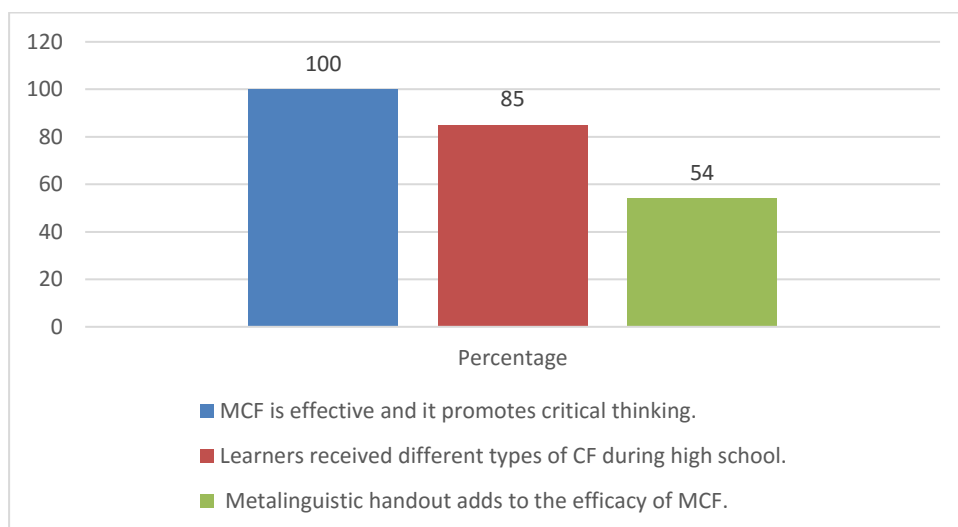 120
100
80
60
40
20
0
100
85
54
Percentage
MCF is effective and it promotes critical thinking.
Learners received different types of CF during high school.
Metalinguistic handout adds to the efficacy of MCF.